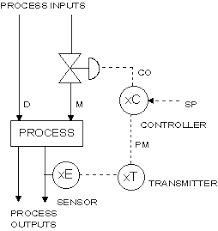 PROCESS INPUTS
CO
D
M
xC
SP
CONTROLLER
PROCESS
PM
xE
xT
TRANSMITTER
SENSOR
PROCESS
OUTPUTS